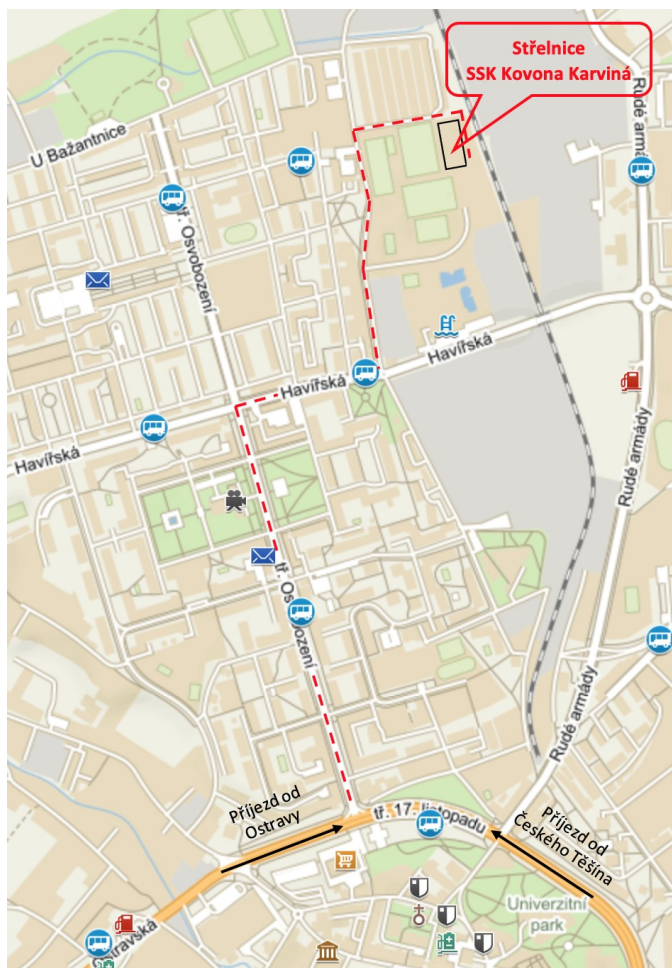 Střelnice
SSK Kovona Karviná
Rudé armády
U Bažantnice
tř. Osvobození
Havířská
Havířská
Havířská
Rudé armády
tř. Osvobození
Rudé armády
Příjezd od
Ostravy
tř. 17. listopadu
Příjezd od
Českého Těšína
Univerzitní
park
Ostravská